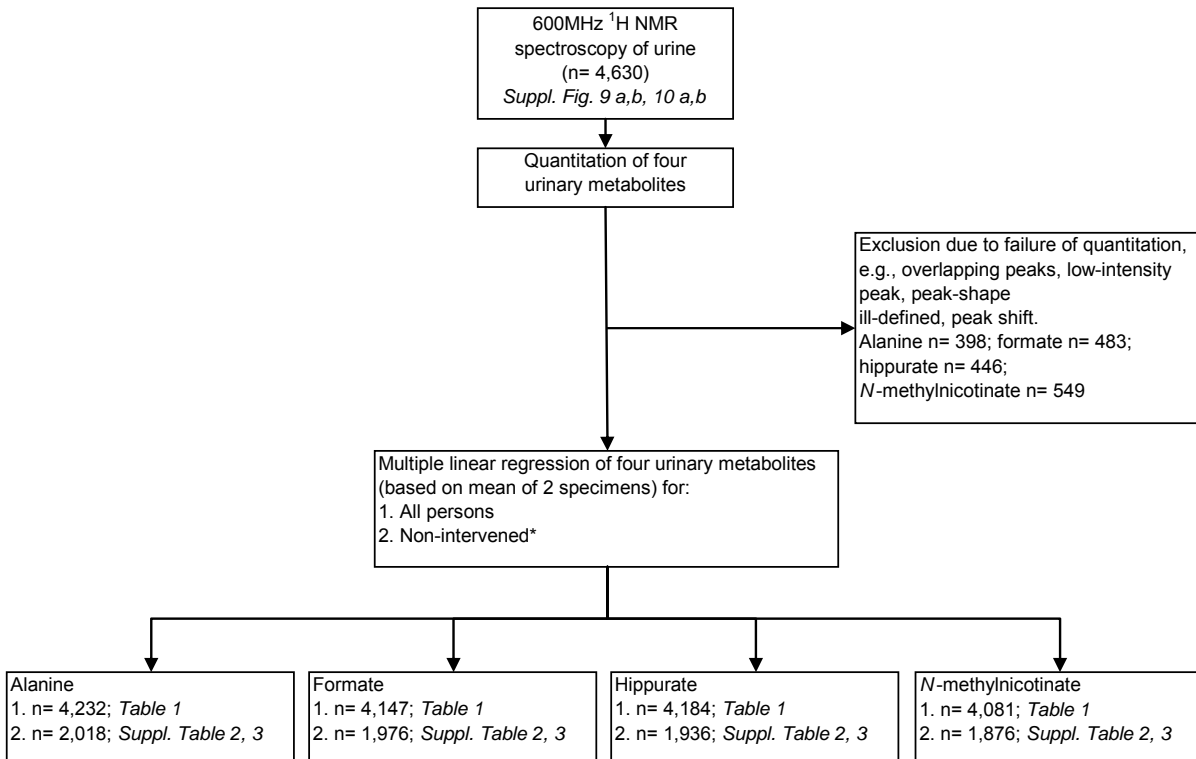 600MHz ¹H NMR
spectroscopy of urine
(n= 4,630)
Suppl. Fig. 9 a,b, 10 a,b
Quantitation of four
urinary metabolites
Exclusion due to failure of quantitation,
e.g., overlapping peaks, low-intensity
peak, peak-shape
ill-defined, peak shift.
Alanine n= 398; formate n= 483;
hippurate n= 446;
N-methylnicotinate n= 549
Multiple linear regression of four urinary metabolites
(based on mean of 2 specimens) for:
1. All persons
2. Non-intervened*
Alanine
1. n= 4,232; Table 1
2. n= 2,018; Suppl. Table 2, 3
Formate
1. n= 4,147; Table 1
2. n= 1,976; Suppl. Table 2, 3
Hippurate
1. n= 4,184; Table 1
2. n= 1,936; Suppl. Table 2, 3
N-methylnicotinate
1. n= 4,081; Table 1
2. n= 1,876; Suppl. Table 2, 3